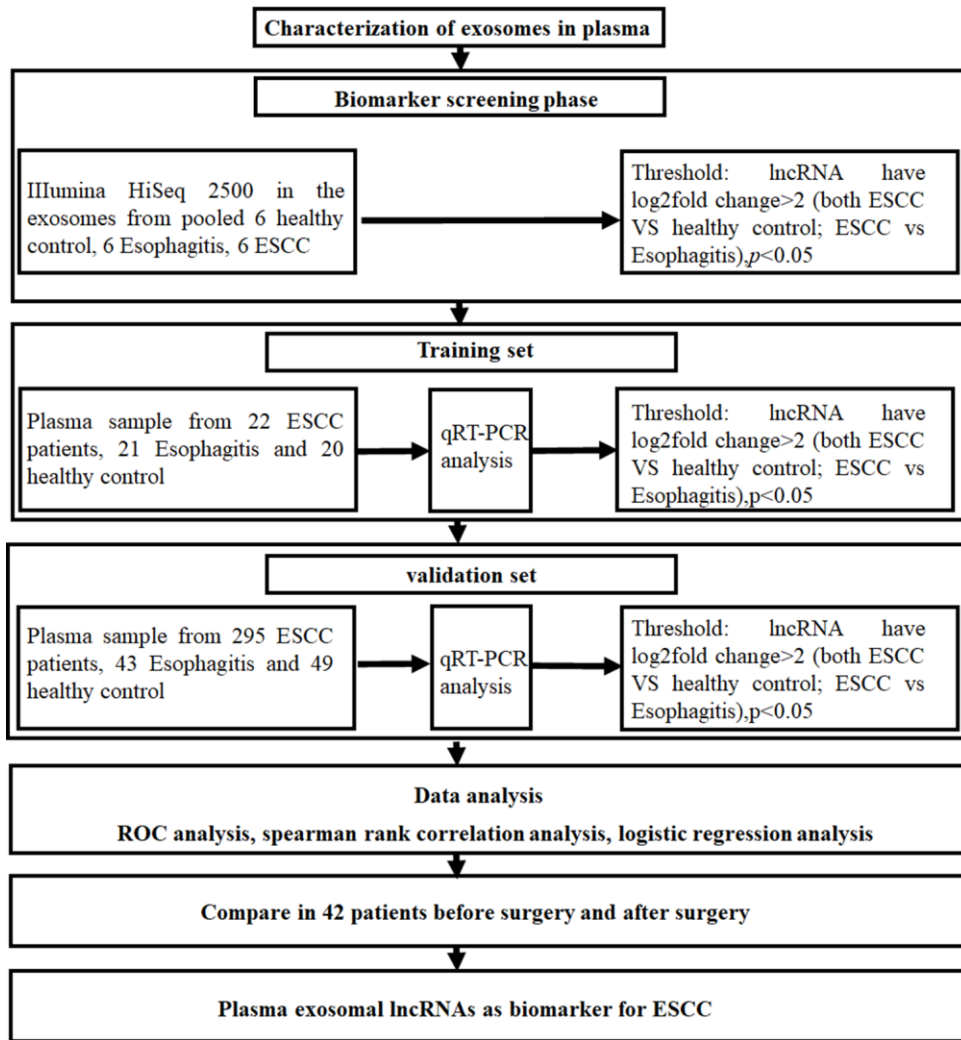 Characterization of exosomes in plasma
Biomarker screening phase
IIIumina HiSeq 2500 in the
exosomes from pooled 6 healthy
control, 6 Esophagitis, 6 ESCC
Threshold: lncRNA have
log2fold change>2 (both ESCC
VS healthy control; ESCC vs
Esophagitis),p<0.05
Training set
Plasma sample from 22 ESCC
patients, 21 Esophagitis and 20
healthy control
qRT-PCR
analysis
Threshold: lncRNA have
log2fold change>2 (both ESCC
VS healthy control; ESCC vs
Esophagitis),p<0.05
validation set
Plasma sample from 295 ESCC
patients, 43 Esophagitis and 49
healthy control
qRT-PCR
analysis
Threshold: lncRNA have
log2fold change>2 (both ESCC
VS healthy control; ESCC vs
Esophagitis),p<0.05
Data analysis
ROC analysis, spearman rank correlation analysis, logistic regression analysis
Compare in 42 patients before surgery and after surgery
Plasma exosomal lncRNAs as biomarker for ESCC